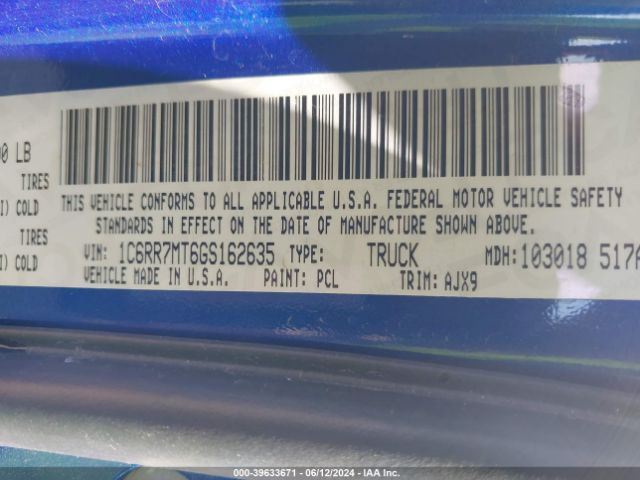 0 LB
TIRES
I) COLD
TIRES
I) COLD
THIS VEHICLE CONFORMS TO ALL APPLICABLE U.S.A. FEDERAL MOTOR VEHICLE SAFETY
STANDARDS IN EFFECT ON THE DATE OF MANUFACTURE SHOWN ABOVE.
VIN: 1C6RR7MT6GS162635 TYPE: TRUCK MDH: 103018 517A
VEHICLE MADE IN U.S.A. PAINT: PCL TRIM: AJX9
000-39633671 - 06/12/2024 - IAA Inc.